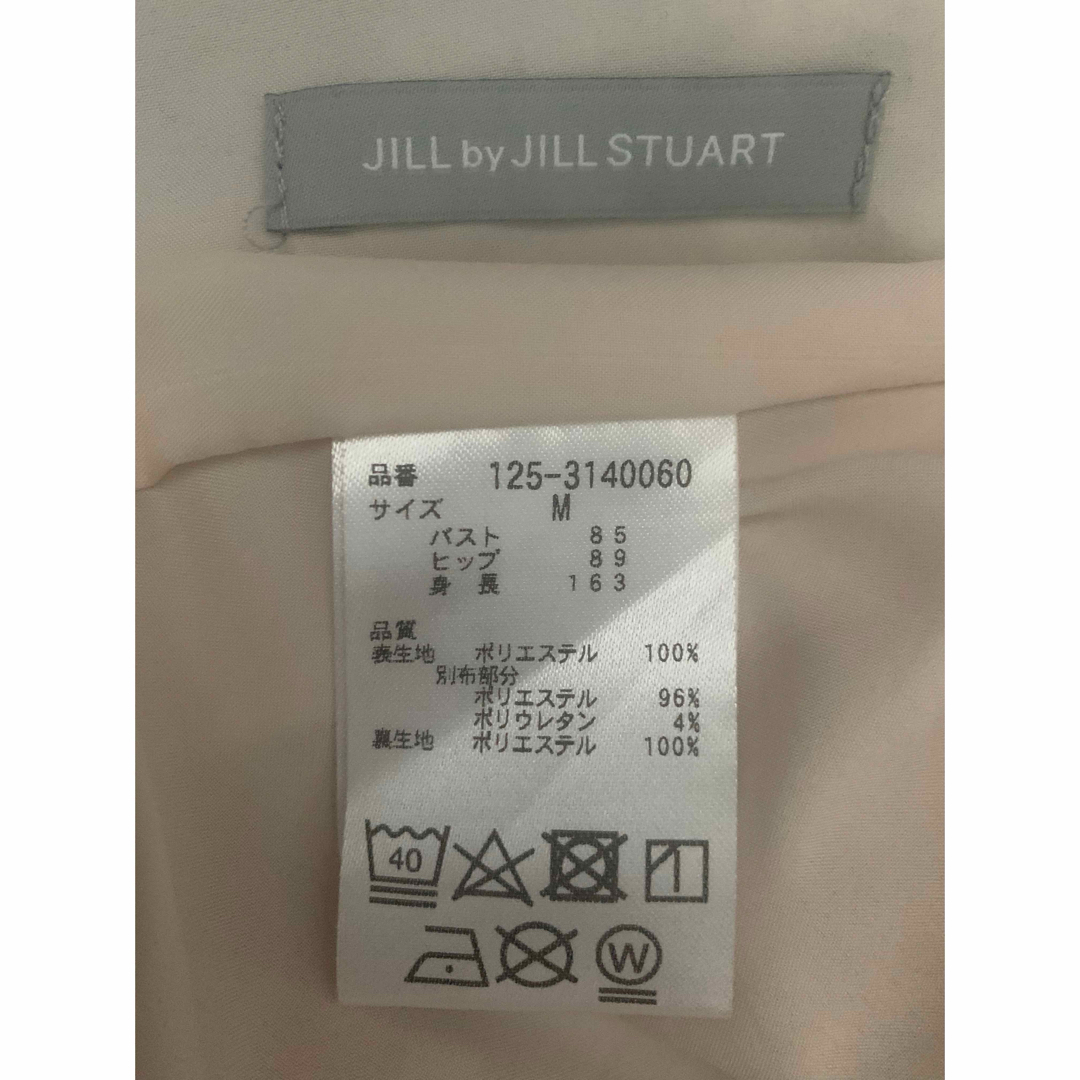 JILL by JILL STUART
品番 125-3140060
サイズ M
バスト 85
ヒップ 89
身長 163
品質
表生地 ポリエステル 100%
別布部分
ポリエステル 96%
ポリウレタン 4%
裏生地 ポリエステル 100%
40
W